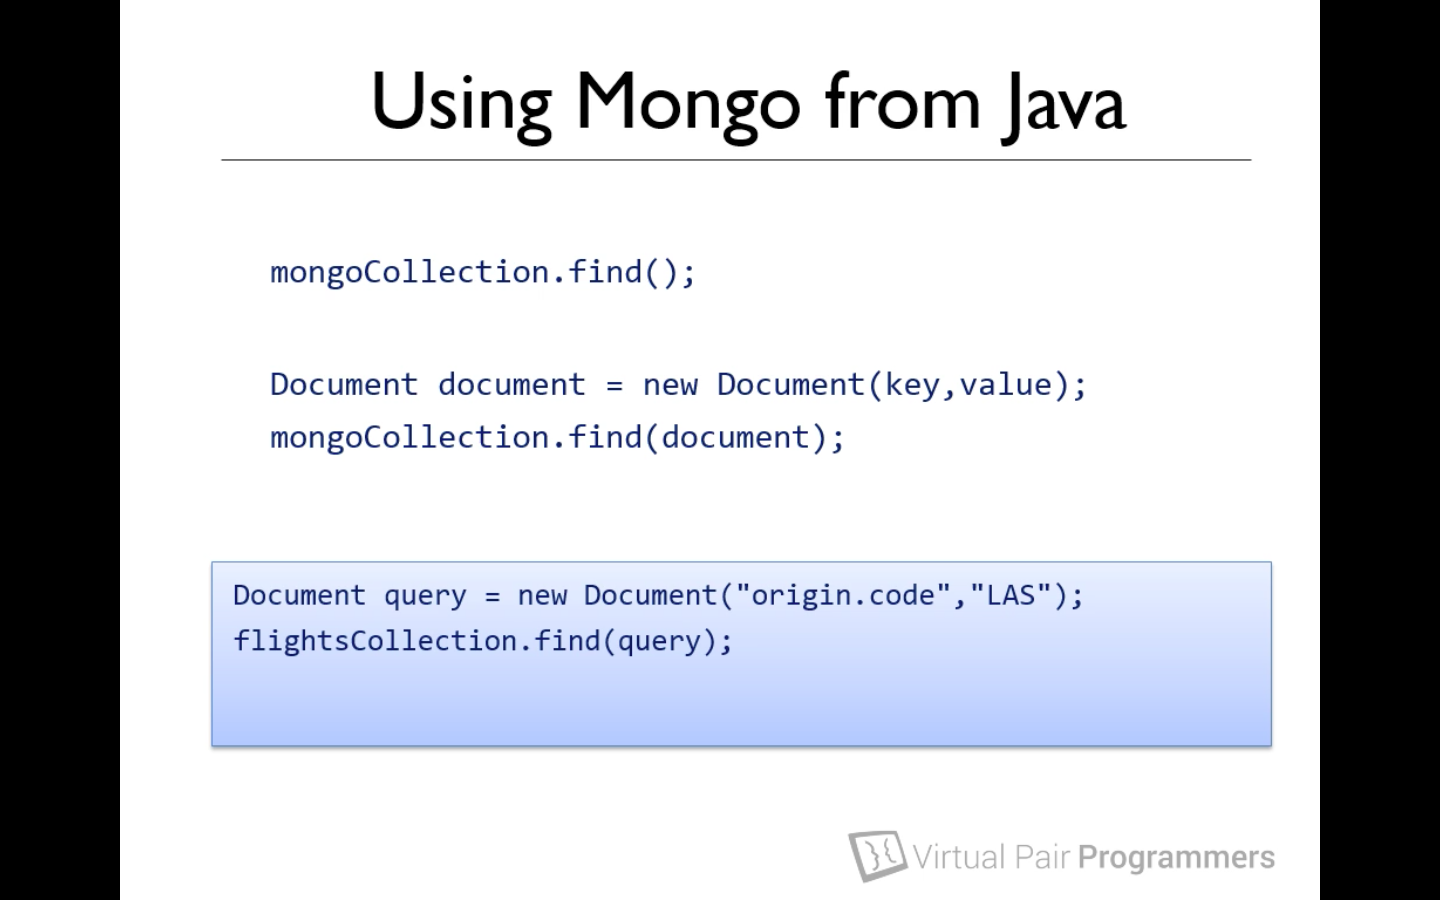 Using Mongo from Java
mongoCollection.find();
Document document = new Document(key,value);
mongoCollection.find(document);
Document query = new Document("origin.code","LAS");
flightsCollection.find(query);
Virtual Pair Programmers